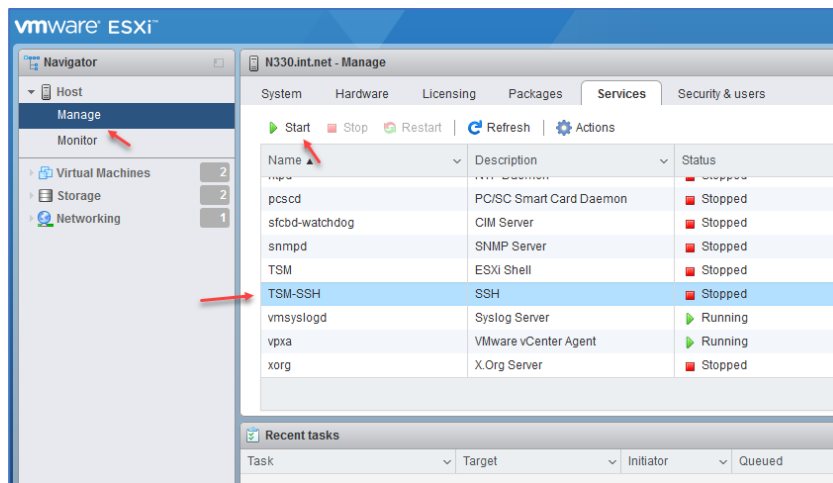 vmware ESXi™
Navigator
Host
Manage
Monitor
Virtual Machines 2
Storage 2
Networking 1
N330.int.net - Manage
System Hardware Licensing Packages Services Security & users
Start Stop Restart Refresh Actions
Name Description Status
Stopped
pcscd PC/SC Smart Card Daemon Stopped
sfcbd-watchdog CIM Server Stopped
snmpd SNMP Server Stopped
TSM ESXi Shell Stopped
TSM-SSH SSH Stopped
vmsyslogd Syslog Server Running
vpxa VMware vCenter Agent Running
xorg X.Org Server Stopped
Recent tasks
Task Target Initiator Queued